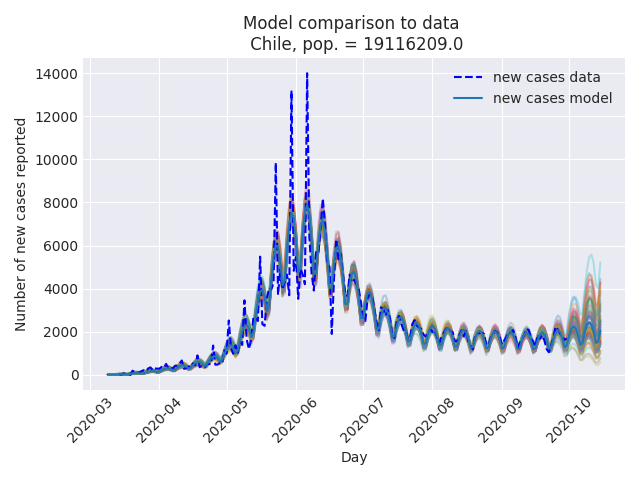 Model comparison to data
Chile, pop. = 19116209.0
new cases data
new cases model
Number of new cases reported
14000
12000
10000
8000
6000
4000
2000
0
2020-03
2020-04
2020-05
2020-06
2020-07
2020-08
2020-09
2020-10
Day